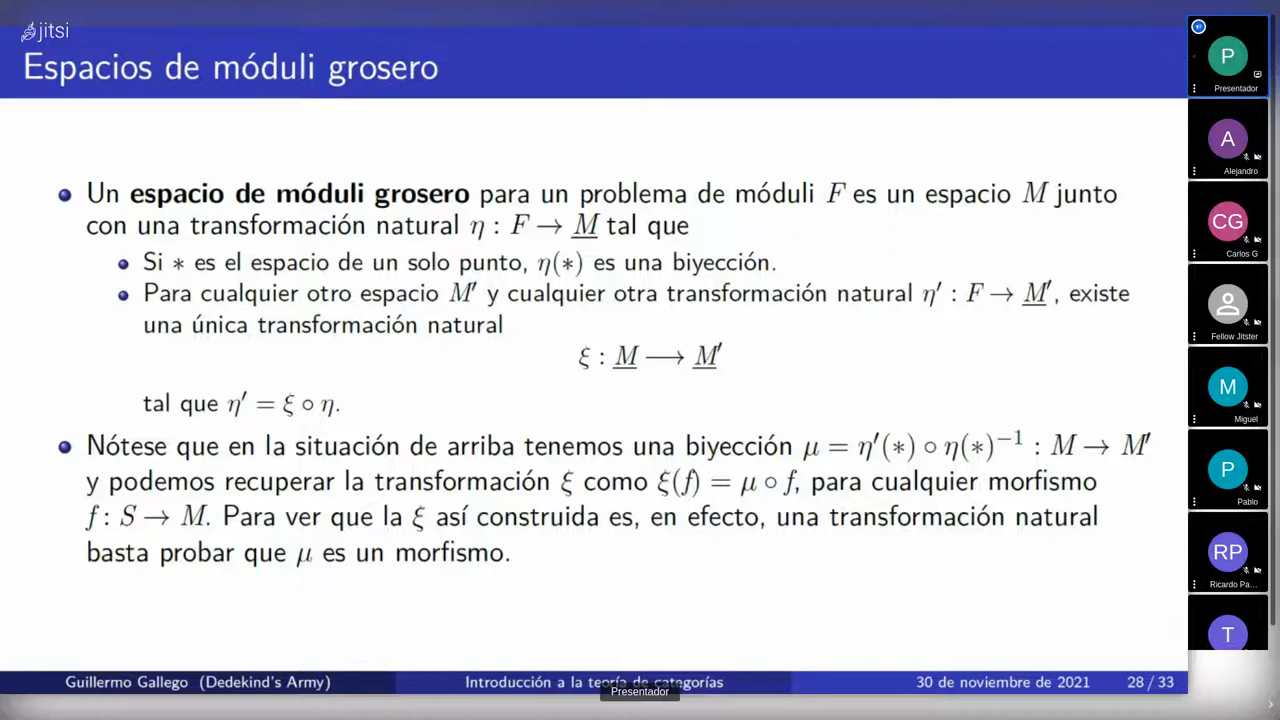 jitsi
Espacios de móduli grosero
Un espacio de móduli grosero para un problema de móduli F es un espacio M junto
con una transformación natural η : F → M tal que
Si ∗ es el espacio de un solo punto, η(∗) es una biyección.
Para cualquier otro espacio M′ y cualquier otra transformación natural η′ : F → M′, existe
una única transformación natural
ξ : M ⟶ M′
tal que η′ = ξ ∘ η.
Nótese que en la situación de arriba tenemos una biyección μ = η′(∗) ∘ η(∗)⁻¹ : M → M′
y podemos recuperar la transformación ξ como ξ(f) = μ ∘ f, para cualquier morfismo
f : S → M. Para ver que la ξ así construida es, en efecto, una transformación natural
basta probar que μ es un morfismo.
Guillermo Gallego (Dedekind's Army)
Introducción a la teoría de categorías
30 de noviembre de 2021
28 / 33
Presentador
P
Presentador
A
Alejandro
CG
Carlos G
Fellow Jitster
M
Miguel
P
Pablo
RP
Ricardo Pa...
T